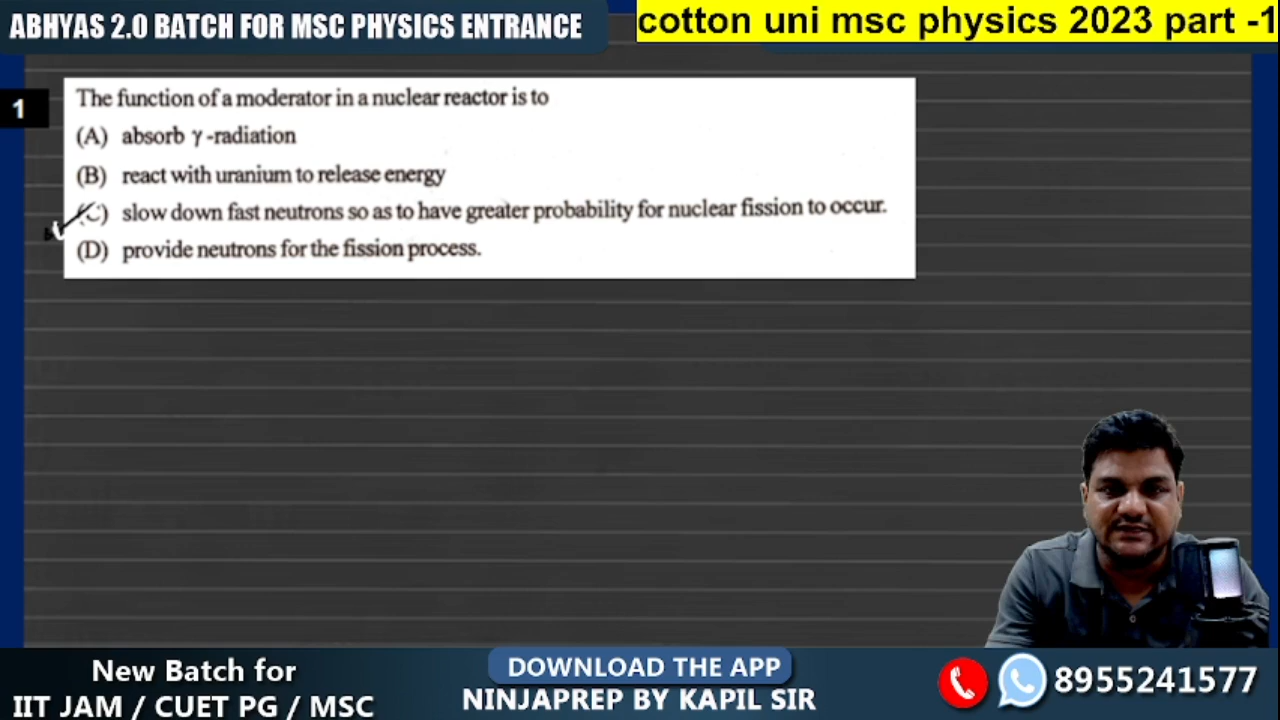 ABHYAS 2.0 BATCH FOR MSC PHYSICS ENTRANCE
cotton uni msc physics 2023 part -1
1
The function of a moderator in a nuclear reactor is to
(A) absorb γ-radiation
(B) react with uranium to release energy
(C) slow down fast neutrons so as to have greater probability for nuclear fission to occur.
(D) provide neutrons for the fission process.
New Batch for
IIT JAM / CUET PG / MSC
DOWNLOAD THE APP
NINJAPREP BY KAPIL SIR
8955241577